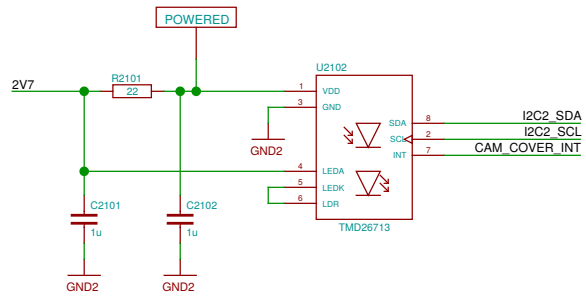 POWERED
U2102
R2101
2V7
22
1
VDD
3
GND
SDA
8
I2C2_SDA
SCL
2
I2C2_SCL
INT
7
CAM_COVER_INT
GND2
4
LEDA
5
LEDK
6
LDR
TMD26713
C2101
1u
C2102
1u
GND2
GND2